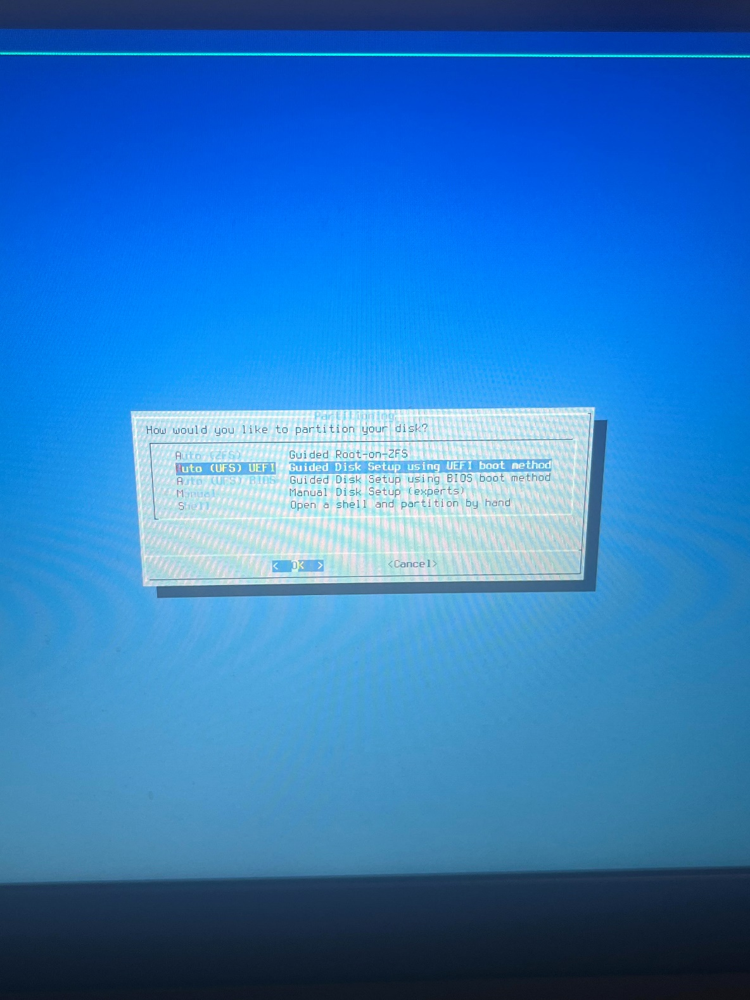 Partitioning
How would you like to partition your disk?
Auto (ZFS) Guided Root-on-ZFS
Auto (UFS) UEFI Guided Disk Setup using UEFI boot method
Auto (UFS) BIOS Guided Disk Setup using BIOS boot method
Manual Manual Disk Setup (experts)
Shell Open a shell and partition by hand
< OK > <Cancel>